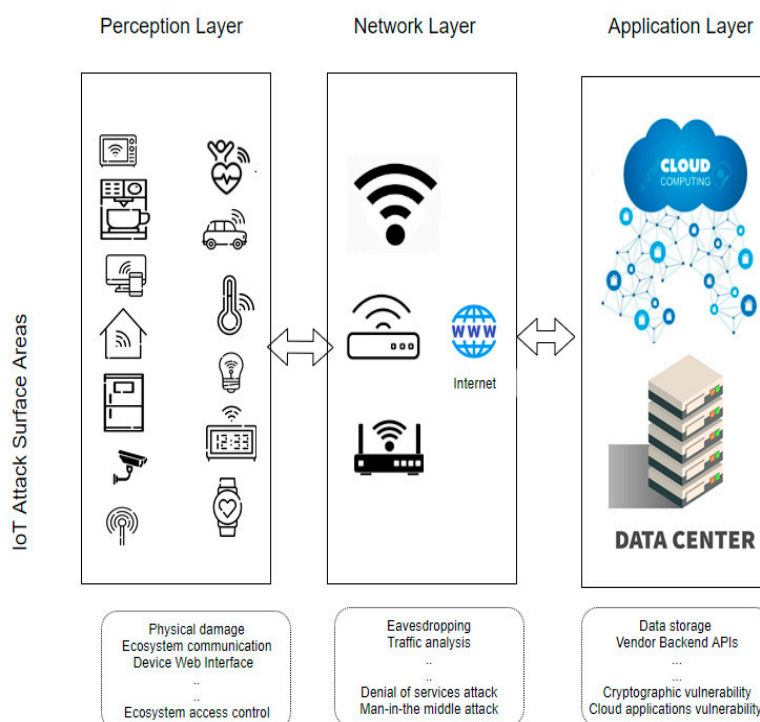 Perception Layer
Network Layer
Application Layer
IoT Attack Surface Areas
12:33
WWW
Internet
CLOUD
COMPUTING
DATA CENTER
Physical damage
Ecosystem communication
Device Web Interface
..
..
Ecosystem access control
Eavesdropping
Traffic analysis
..
..
Denial of services attack
Man-in-the middle attack
Data storage
Vendor Backend APIs
...
...
Cryptographic vulnerability
Cloud applications vulnerability